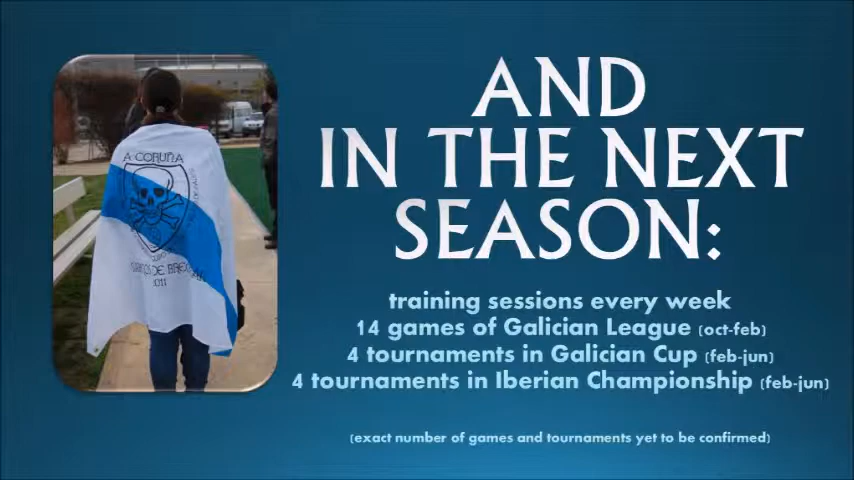 AND
IN THE NEXT
SEASON:
training sessions every week
14 games of Galician League (oct-feb)
4 tournaments in Galician Cup (feb-jun)
4 tournaments in Iberian Championship (feb-jun)
(exact number of games and tournaments yet to be confirmed)
A CORUÑA
DE
2011